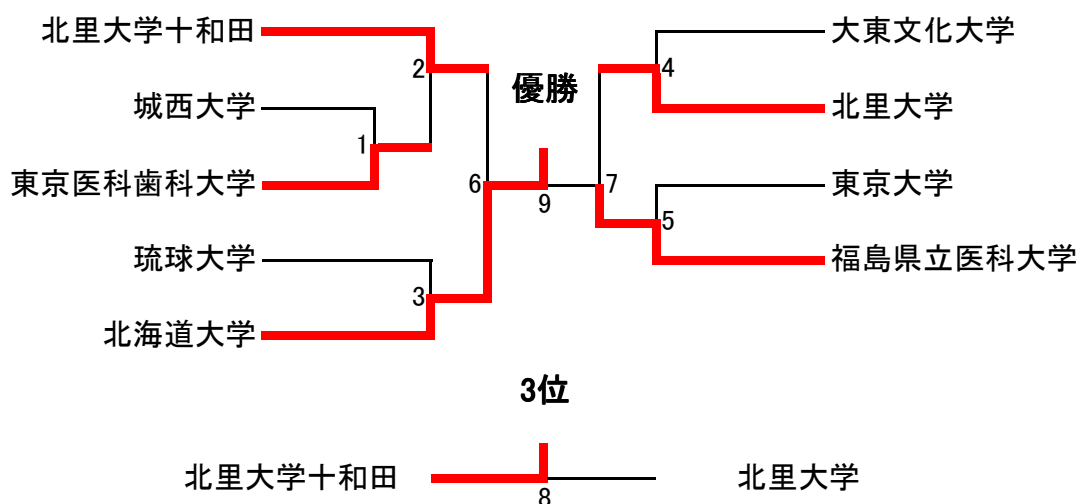 北里大学十和田
大東文化大学
2
4
優勝
城西大学
北里大学
1
東京医科歯科大学
6
9
7
東京大学
5
琉球大学
福島県立医科大学
3
北海道大学
3位
北里大学十和田
北里大学
8